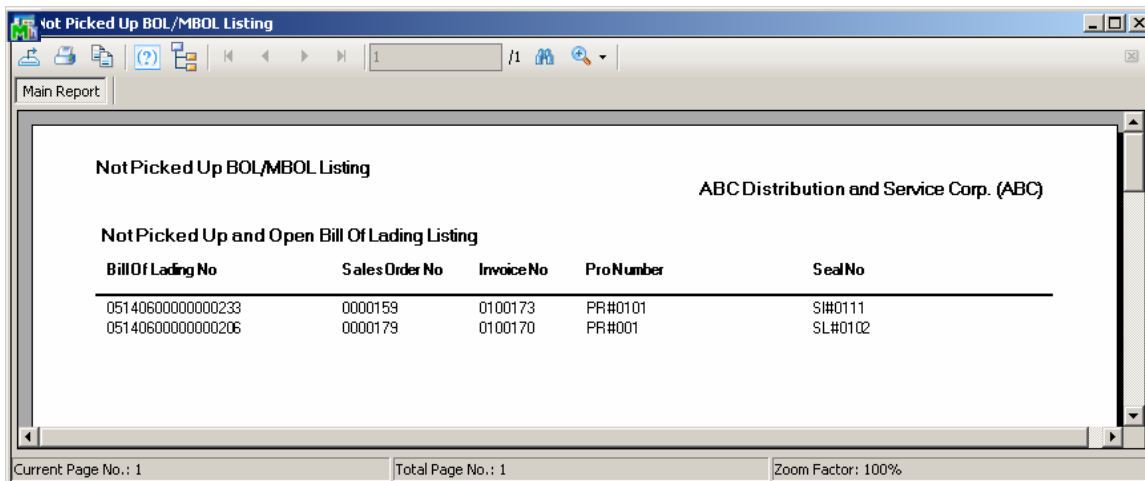 Not Picked Up BOL/MBOL Listing
(?) 1 /1
Main Report
Not Picked Up BOL/MBOL Listing
ABC Distribution and Service Corp. (ABC)
Not Picked Up and Open Bill Of Lading Listing
Bill Of Lading No Sales Order No Invoice No Pro Number Seal No
05140600000000233 0000159 0100173 PR#0101 SI#0111
05140600000000206 0000179 0100170 PR#001 SL#0102
Current Page No.: 1 Total Page No.: 1 Zoom Factor: 100%